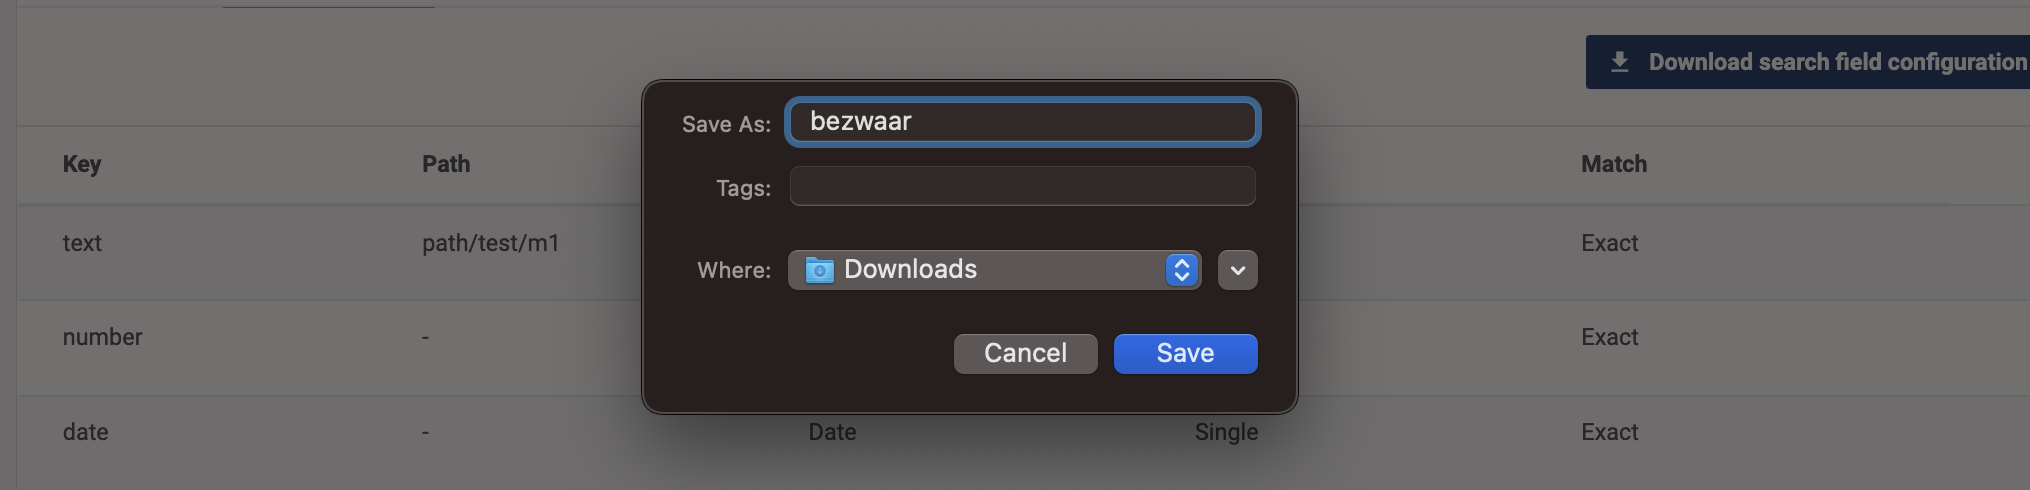 Download search field configuration
Save As: bezwaar
Tags:
Where: Downloads
Cancel Save
Key Path Match
text path/test/m1 Exact
number - Exact
date - Date Single Exact